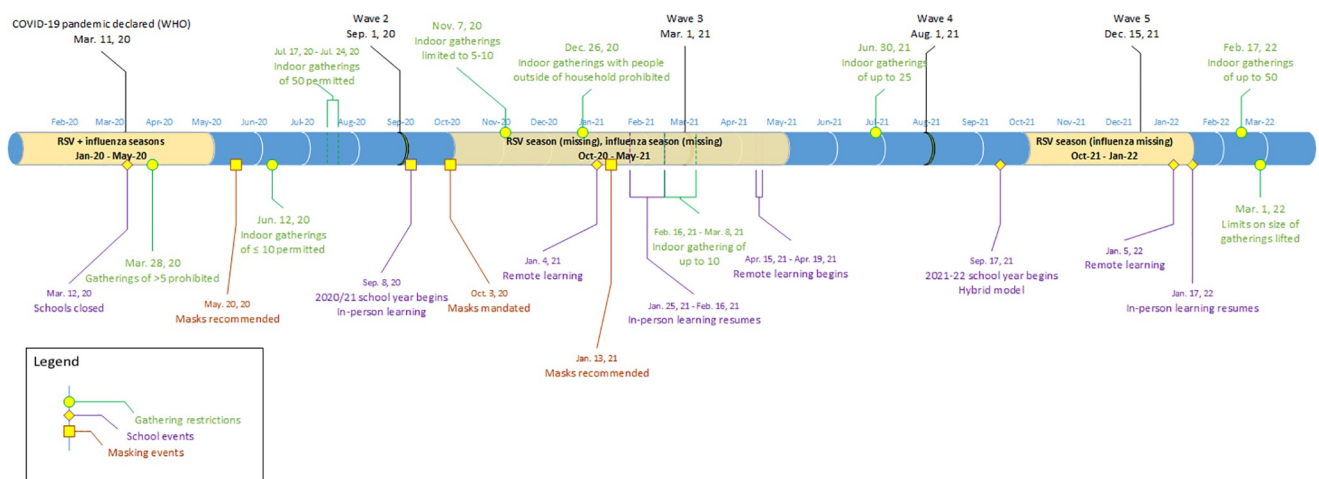 COVID-19 pandemic declared (WHO)
Mar. 11, 20
Wave 2
Sep. 1, 20
Nov. 7, 20
Indoor gatherings
limited to 5-10
Wave 3
Mar. 1, 21
Wave 4
Aug. 1, 21
Wave 5
Dec. 15, 21
Jul. 17, 20 - Jul. 24, 20
Indoor gatherings
of 50 permitted
Dec. 26, 20
Indoor gatherings with people
outside of household prohibited
Jun. 30, 21
Indoor gatherings
of up to 25
Feb. 17, 22
Indoor gatherings
of up to 50
Feb-20 Mar-20 Apr-20 May-20 Jun-20 Jul-20 Aug-20 Sep-20 Oct-20 Nov-20 Dec-20 Jan-21 Feb-21 Mar-21 Apr-21 May-21 Jun-21 Jul-21 Aug-21 Sep-21 Oct-21 Nov-21 Dec-21 Jan-22 Feb-22 Mar-22
RSV + influenza seasons
Jan-20 - May-20
RSV season (missing), influenza season (missing)
Oct-20 - May-21
RSV season (influenza missing)
Oct-21 - Jan-22
Mar. 12, 20
Schools closed
Mar. 28, 20
Gatherings of >5 prohibited
May. 20, 20
Masks recommended
Jun. 12, 20
Indoor gatherings
of ≤ 10 permitted
Sep. 8, 20
2020/21 school year begins
In-person learning
Oct. 3, 20
Masks mandated
Jan. 4, 21
Remote learning
Jan. 13, 21
Masks recommended
Jan. 25, 21 - Feb. 16, 21
In-person learning resumes
Feb. 16, 21 - Mar. 8, 21
Indoor gathering of
up to 10
Apr. 15, 21 - Apr. 19, 21
Remote learning begins
Sep. 17, 21
2021-22 school year begins
Hybrid model
Jan. 5, 22
Remote learning
Jan. 17, 22
In-person learning resumes
Mar. 1, 22
Limits on size of
gatherings lifted
Legend
Gathering restrictions
School events
Masking events